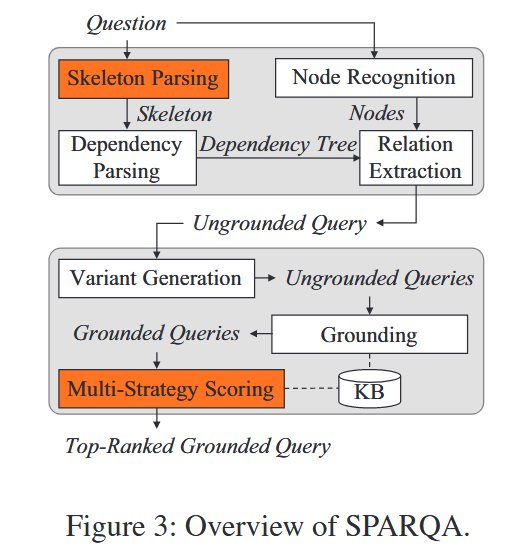 Question
Skeleton Parsing
Node Recognition
Skeleton
Nodes
Dependency
Parsing
Dependency Tree
Relation
Extraction
Ungrounded Query
Variant Generation
Ungrounded Queries
Grounded Queries
Grounding
Multi-Strategy Scoring
KB
Top-Ranked Grounded Query
Figure 3: Overview of SPARQA.